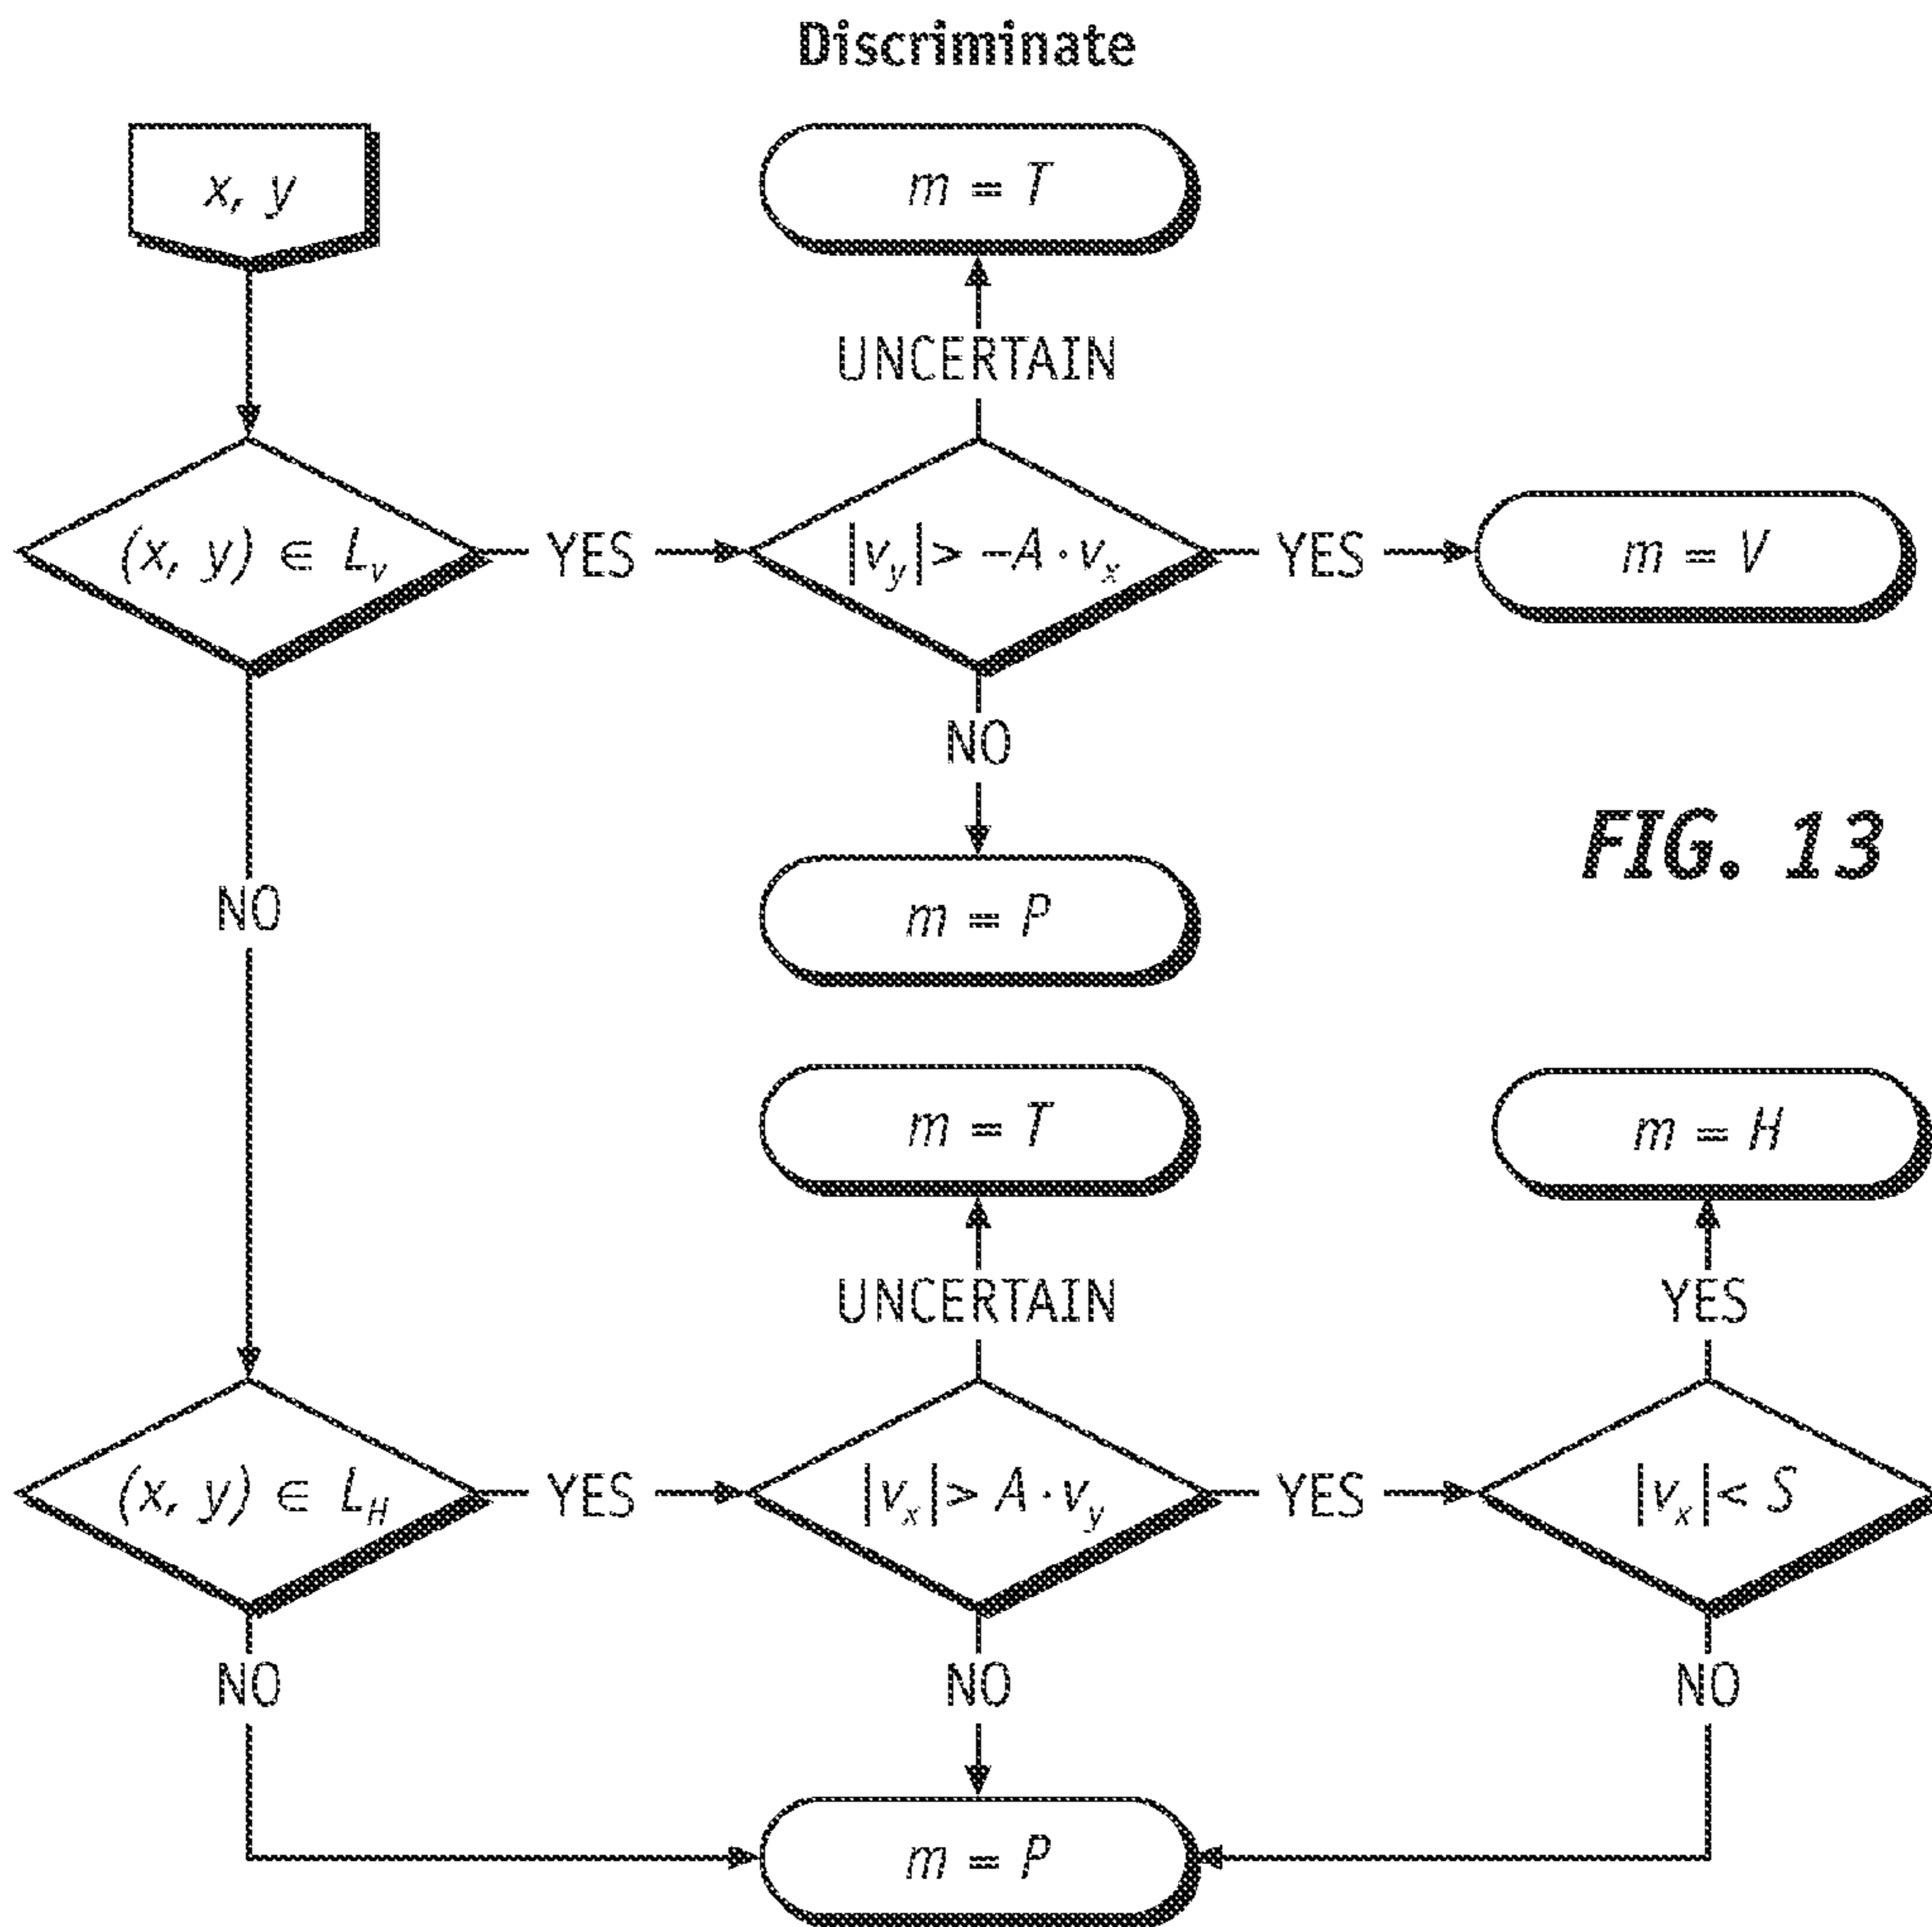 Discriminate
x, y
m = T
UNCERTAIN
(x, y) ∈ L_v
YES
|v_y| > −A · v_x
YES
m = V
NO
NO
m = P
FIG. 13
m = T
m = H
UNCERTAIN
YES
(x, y) ∈ L_H
YES
|v_x| > A · v_y
YES
|v_x| < S
NO
NO
NO
m = P